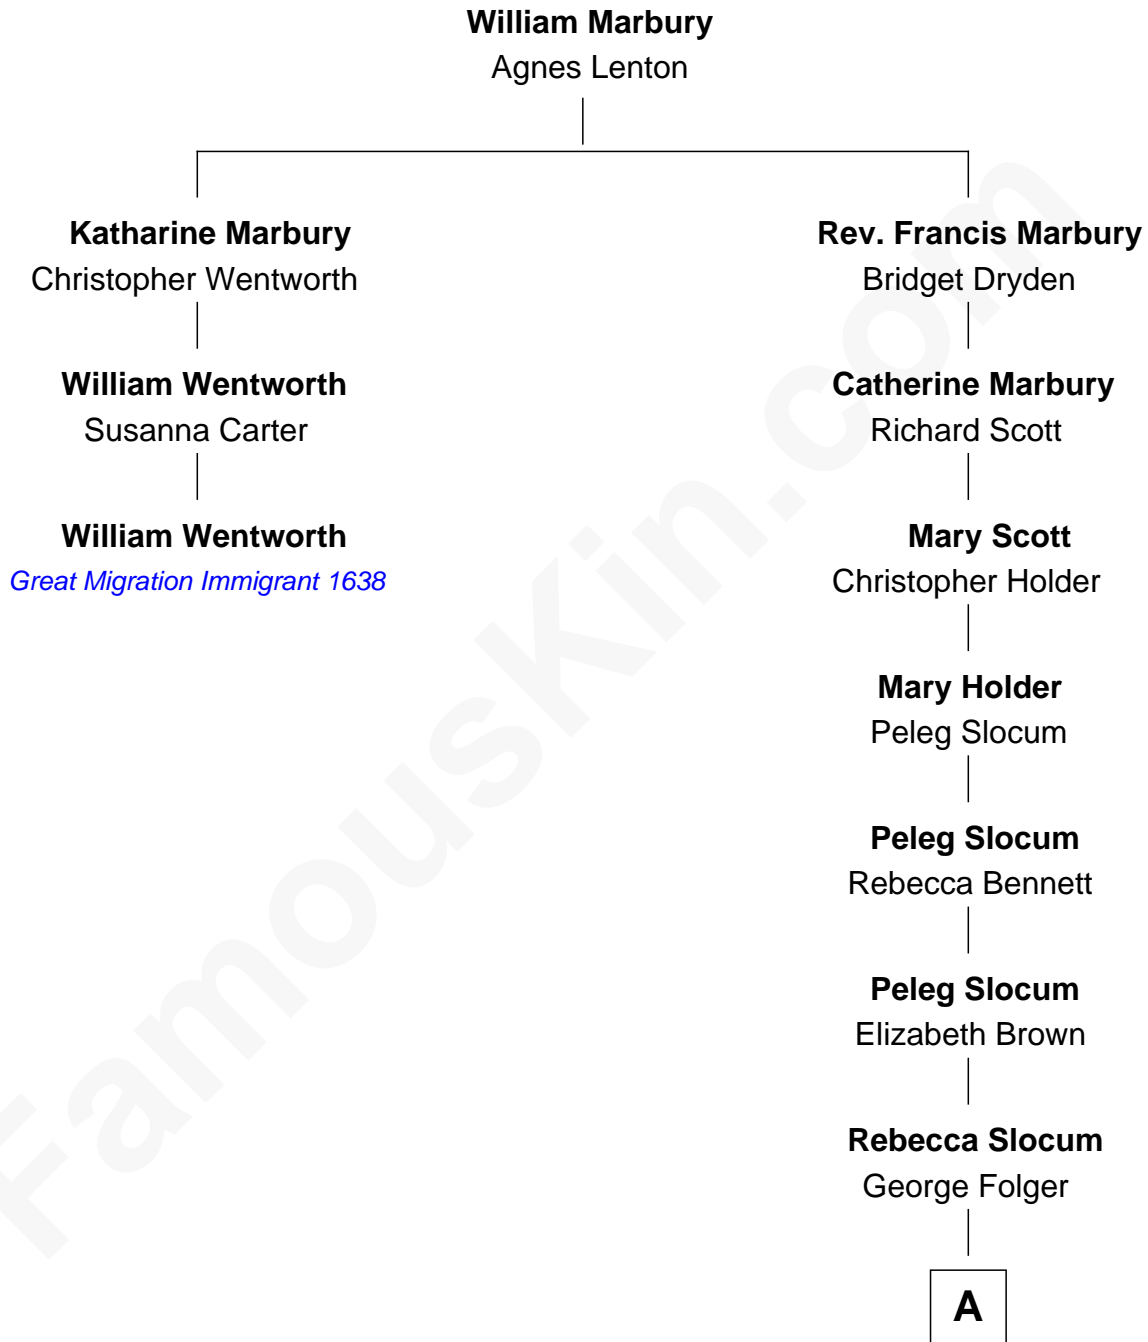 William Marbury
Agnes Lenton
Katharine Marbury
Christopher Wentworth
William Wentworth
Susanna Carter
William Wentworth
Great Migration Immigrant 1638
Rev. Francis Marbury
Bridget Dryden
Catherine Marbury
Richard Scott
Mary Scott
Christopher Holder
Mary Holder
Peleg Slocum
Peleg Slocum
Rebecca Bennett
Peleg Slocum
Elizabeth Brown
Rebecca Slocum
George Folger
A
FamousKin.com